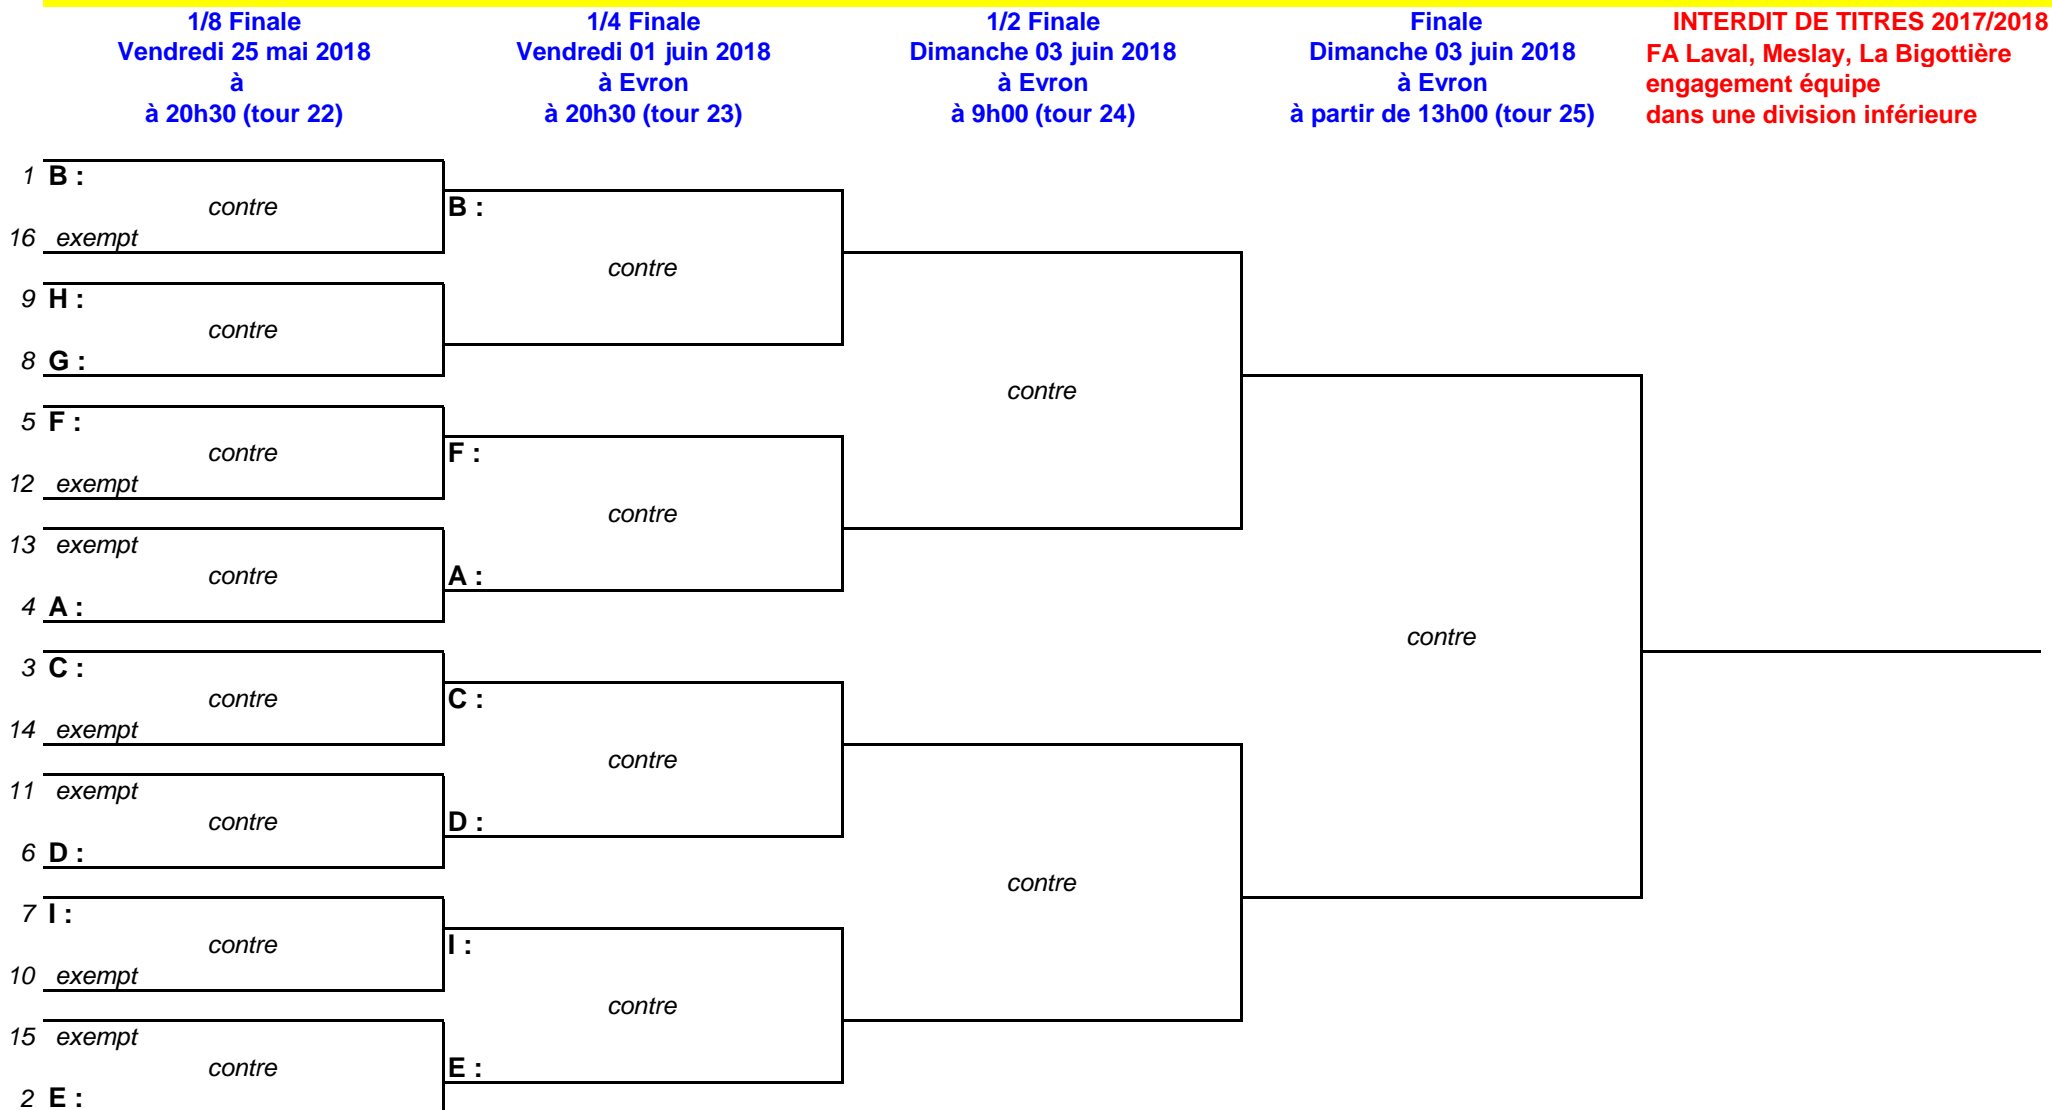 1/8 Finale
Vendredi 25 mai 2018
à
à 20h30 (tour 22)
1/4 Finale
Vendredi 01 juin 2018
à Evron
à 20h30 (tour 23)
1/2 Finale
Dimanche 03 juin 2018
à Evron
à 9h00 (tour 24)
Finale
Dimanche 03 juin 2018
à Evron
à partir de 13h00 (tour 25)
INTERDIT DE TITRES 2017/2018
FA Laval, Meslay, La Bigottière
engagement équipe
dans une division inférieure
1 B :
contre
16 exempt
9 H :
contre
8 G :
5 F :
contre
12 exempt
13 exempt
contre
4 A :
3 C :
contre
14 exempt
11 exempt
contre
6 D :
7 I :
contre
10 exempt
15 exempt
contre
2 E :
B :
contre
F :
contre
A :
C :
contre
D :
I :
contre
E :
contre
contre
contre